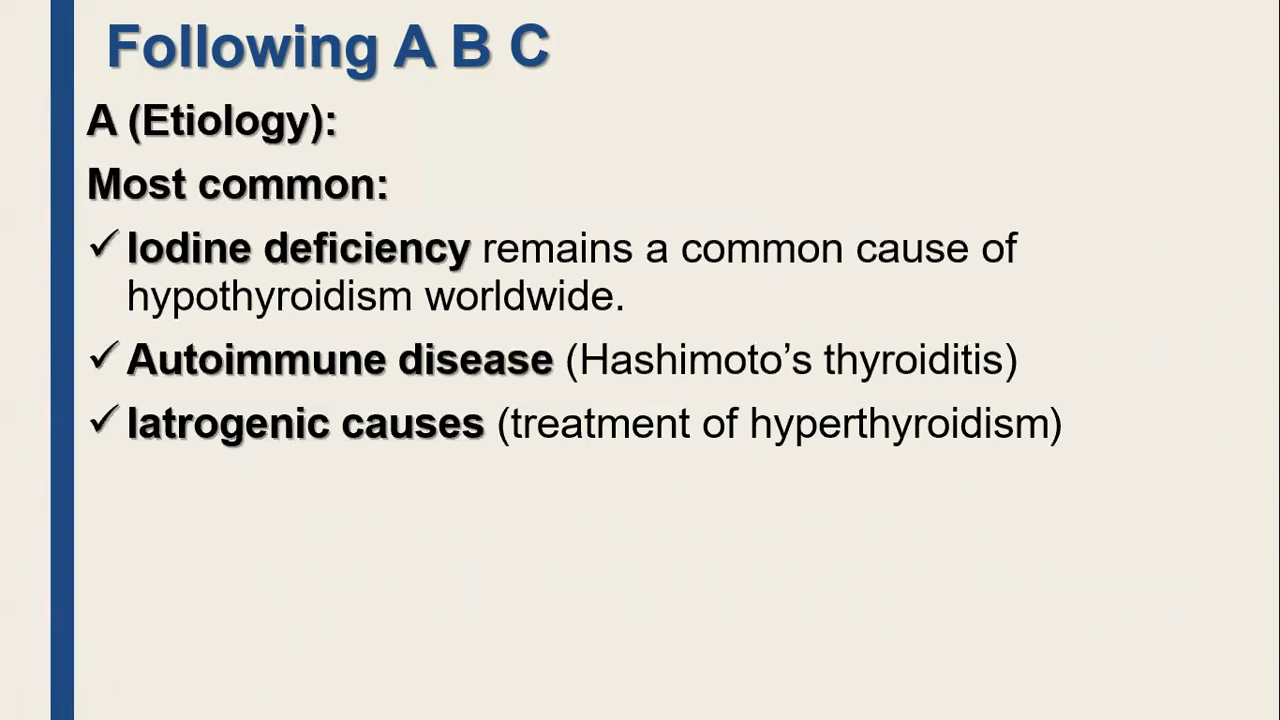 Following A B C
A (Etiology):
Most common:
✓ Iodine deficiency remains a common cause of
hypothyroidism worldwide.
✓ Autoimmune disease (Hashimoto’s thyroiditis)
✓ Iatrogenic causes (treatment of hyperthyroidism)